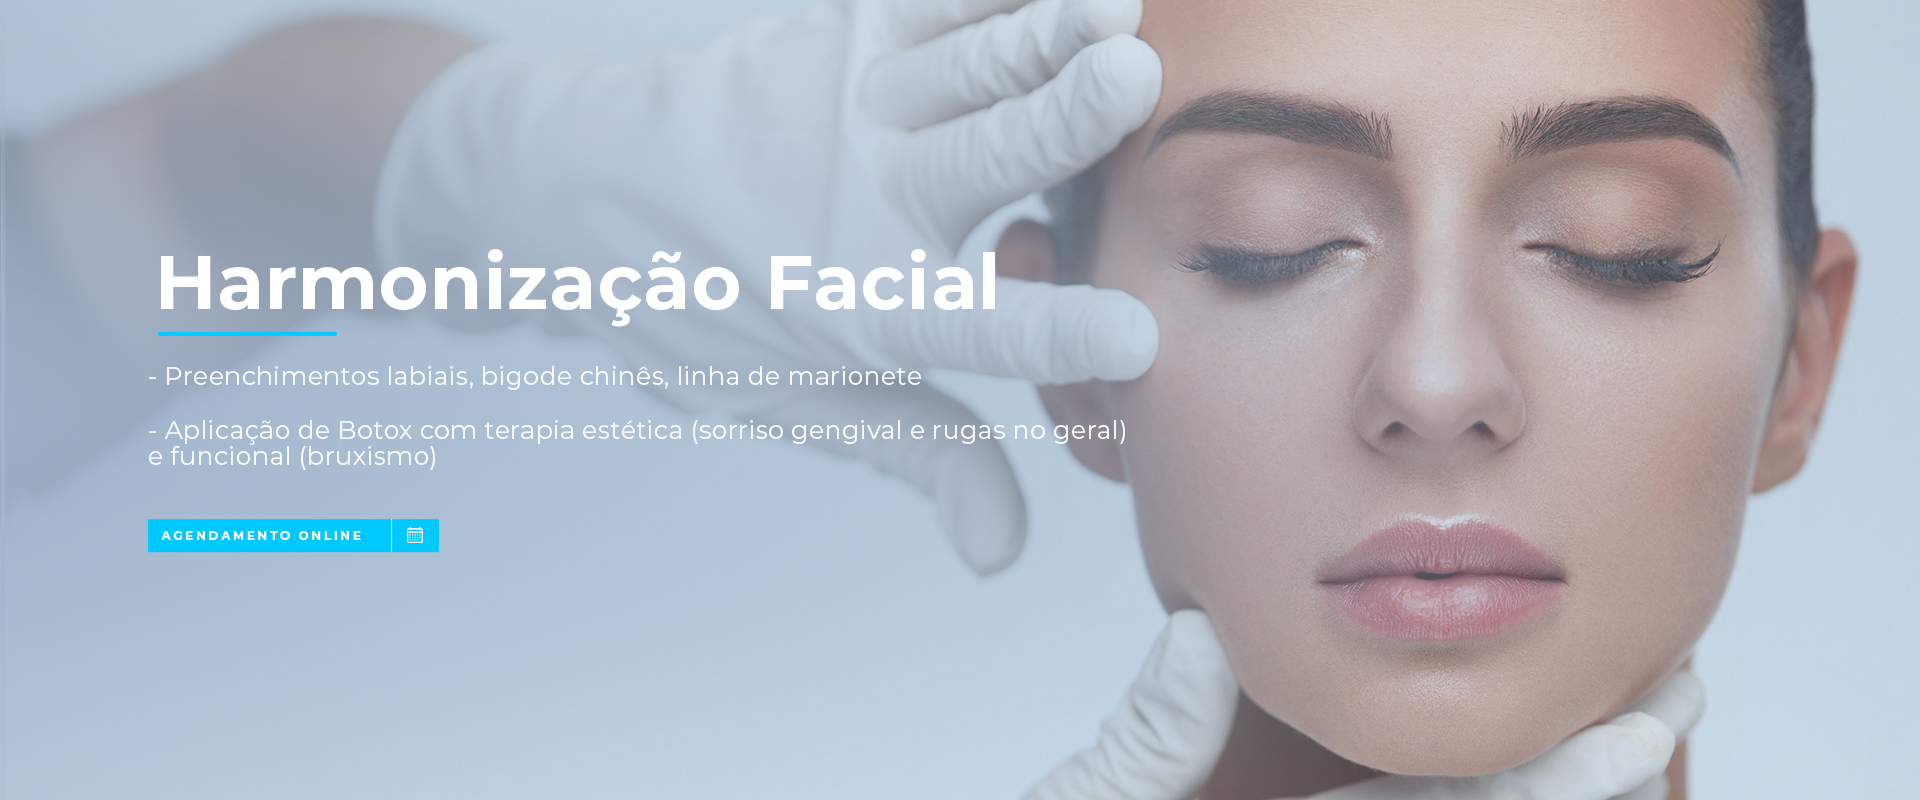 Harmonização Facial
- Preenchimentos labiais, bigode chinês, linha de marionete
- Aplicação de Botox com terapia estética (sorriso gengival e rugas no geral)
e funcional (bruxismo)
AGENDAMENTO ONLINE